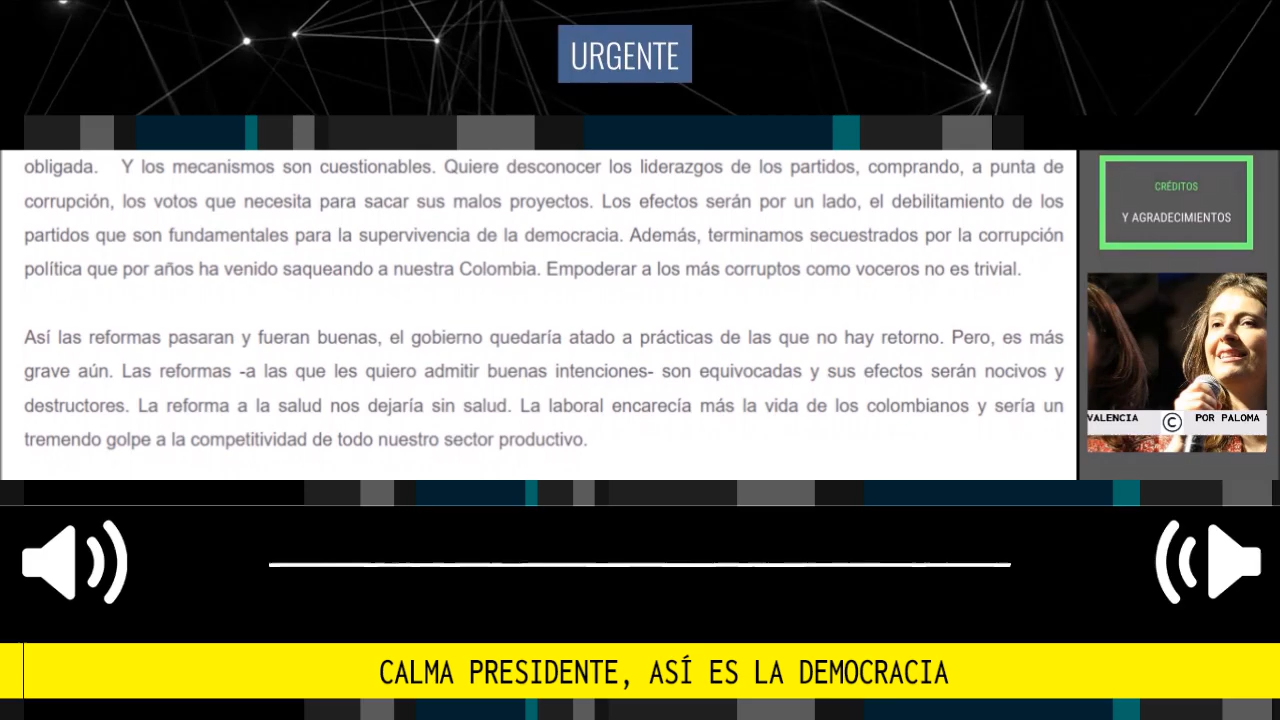 URGENTE
obligada. Y los mecanismos son cuestionables. Quiere desconocer los liderazgos de los partidos, comprando, a punta de
corrupción, los votos que necesita para sacar sus malos proyectos. Los efectos serán por un lado, el debilitamiento de los
partidos que son fundamentales para la supervivencia de la democracia. Además, terminamos secuestrados por la corrupción
política que por años ha venido saqueando a nuestra Colombia. Empoderar a los más corruptos como voceros no es trivial.
Así las reformas pasaran y fueran buenas, el gobierno quedaría atado a prácticas de las que no hay retorno. Pero, es más
grave aún. Las reformas -a las que les quiero admitir buenas intenciones- son equivocadas y sus efectos serán nocivos y
destructores. La reforma a la salud nos dejaría sin salud. La laboral encarecía más la vida de los colombianos y sería un
tremendo golpe a la competitividad de todo nuestro sector productivo.
CRÉDITOS
Y AGRADECIMIENTOS
VALENCIA © POR PALOMA
CALMA PRESIDENTE, ASÍ ES LA DEMOCRACIA